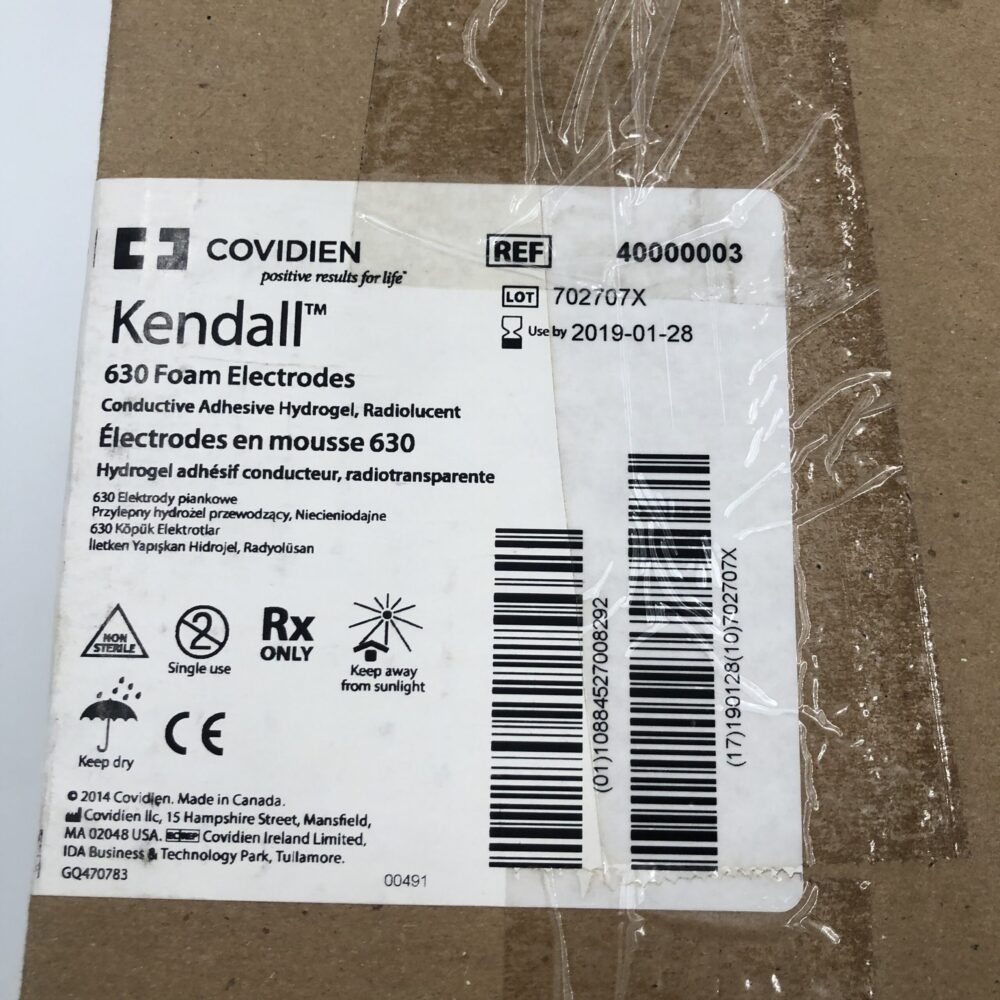 COVIDIEN
positive results for life™
Kendall™
630 Foam Electrodes
Conductive Adhesive Hydrogel, Radiolucent
Électrodes en mousse 630
Hydrogel adhésif conducteur, radiotransparente
630 Elektrody piankowe
Przylepny hydrożel przewodzący, Niecieniodajne
630 Köpük Elektrotlar
İletken Yapışkan Hidrojel, Radyolüsan
REF 40000003
LOT 702707X
Use by 2019-01-28
NON
STERILE
2
Single use
Rx
ONLY
Keep away
from sunlight
Keep dry
CE
© 2014 Covidien. Made in Canada.
Covidien llc, 15 Hampshire Street, Mansfield,
MA 02048 USA. EC REP Covidien Ireland Limited,
IDA Business & Technology Park, Tullamore.
GQ470783
00491
(01)10884527008292
(17)190128(10)702707X